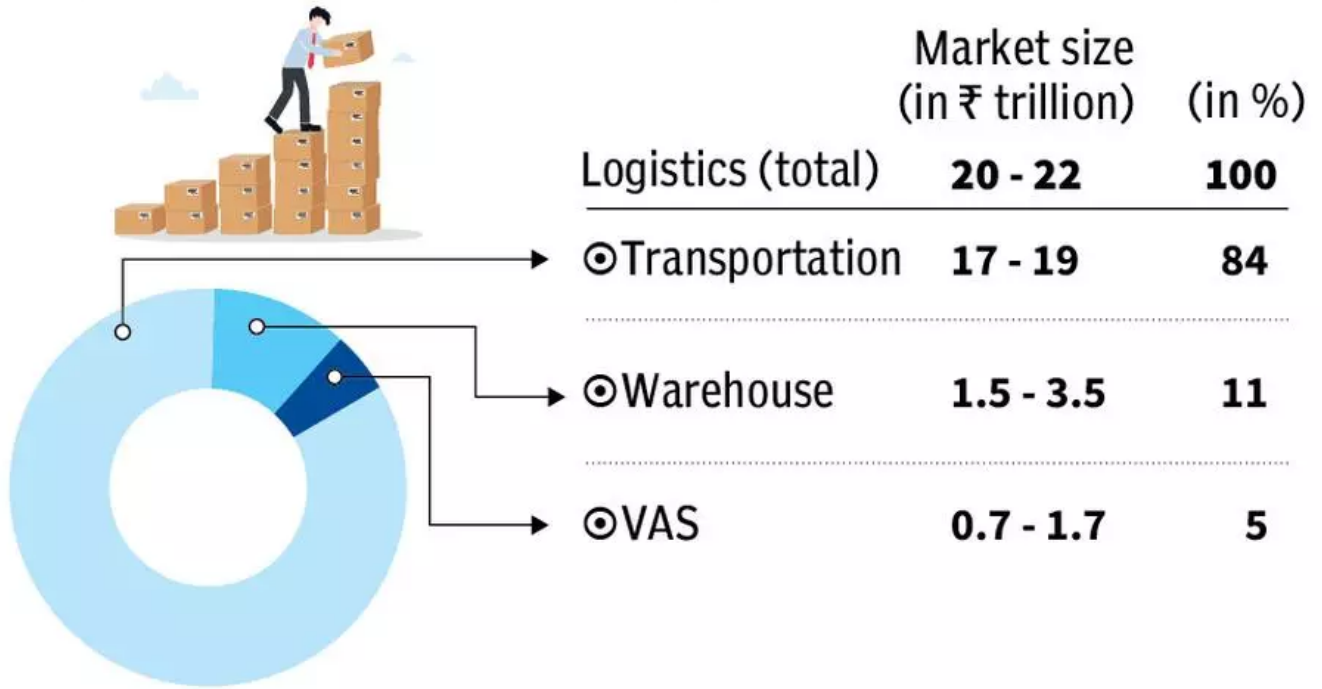 Market size
(in ₹ trillion) (in %)
Logistics (total) 20 - 22 100
Transportation 17 - 19 84
Warehouse 1.5 - 3.5 11
VAS 0.7 - 1.7 5